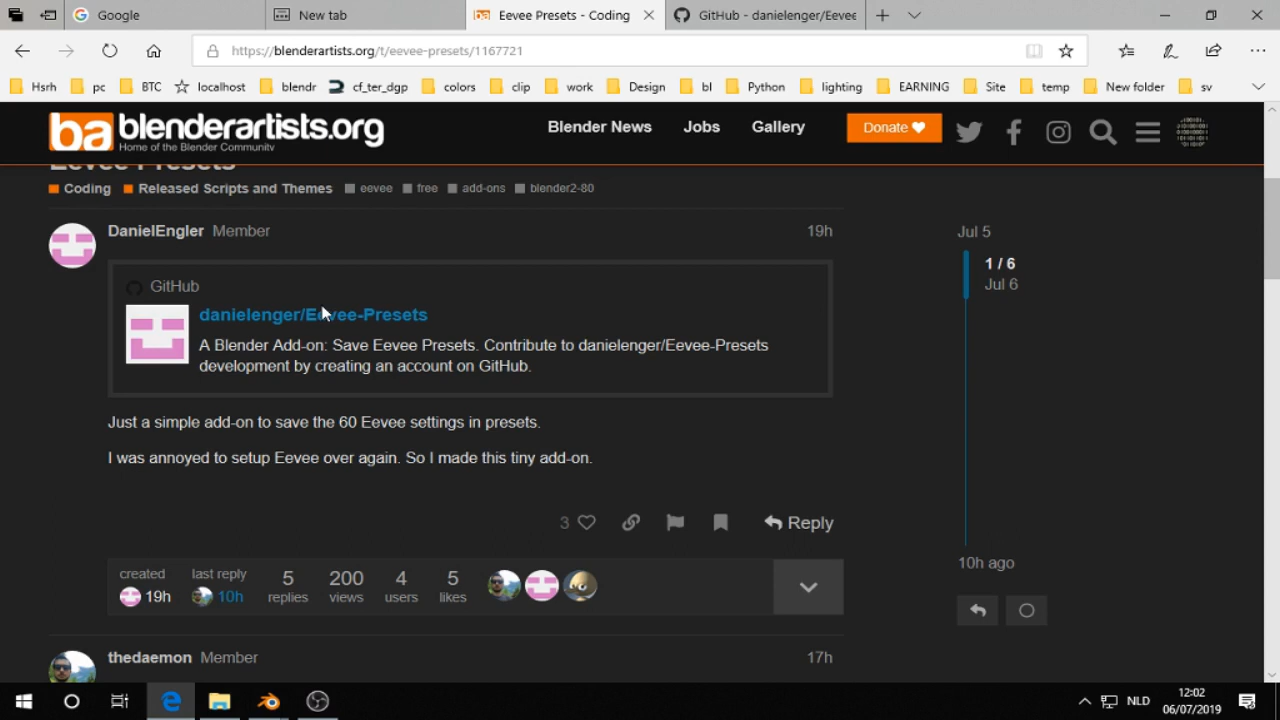 Google
New tab
Eevee Presets - Coding
GitHub - danielenger/Eevee
https://blenderartists.org/t/eevee-presets/1167721
Hsrh
pc
BTC
localhost
blendr
cf_ter_dgp
colors
clip
work
Design
bl
Python
lighting
EARNING
Site
temp
New folder
sv
ba blenderartists.org
Home of the Blender Community
Blender News
Jobs
Gallery
Donate
Eevee Presets
Coding
Released Scripts and Themes
eevee
free
add-ons
blender2-80
DanielEngler Member
19h
GitHub
danielenger/Eevee-Presets
A Blender Add-on: Save Eevee Presets. Contribute to danielenger/Eevee-Presets
development by creating an account on GitHub.
Just a simple add-on to save the 60 Eevee settings in presets.
I was annoyed to setup Eevee over again. So I made this tiny add-on.
3
Reply
created
19h
last reply
10h
5
replies
200
views
4
users
5
likes
thedaemon Member
17h
Jul 5
1 / 6
Jul 6
10h ago
NLD
12:02
06/07/2019